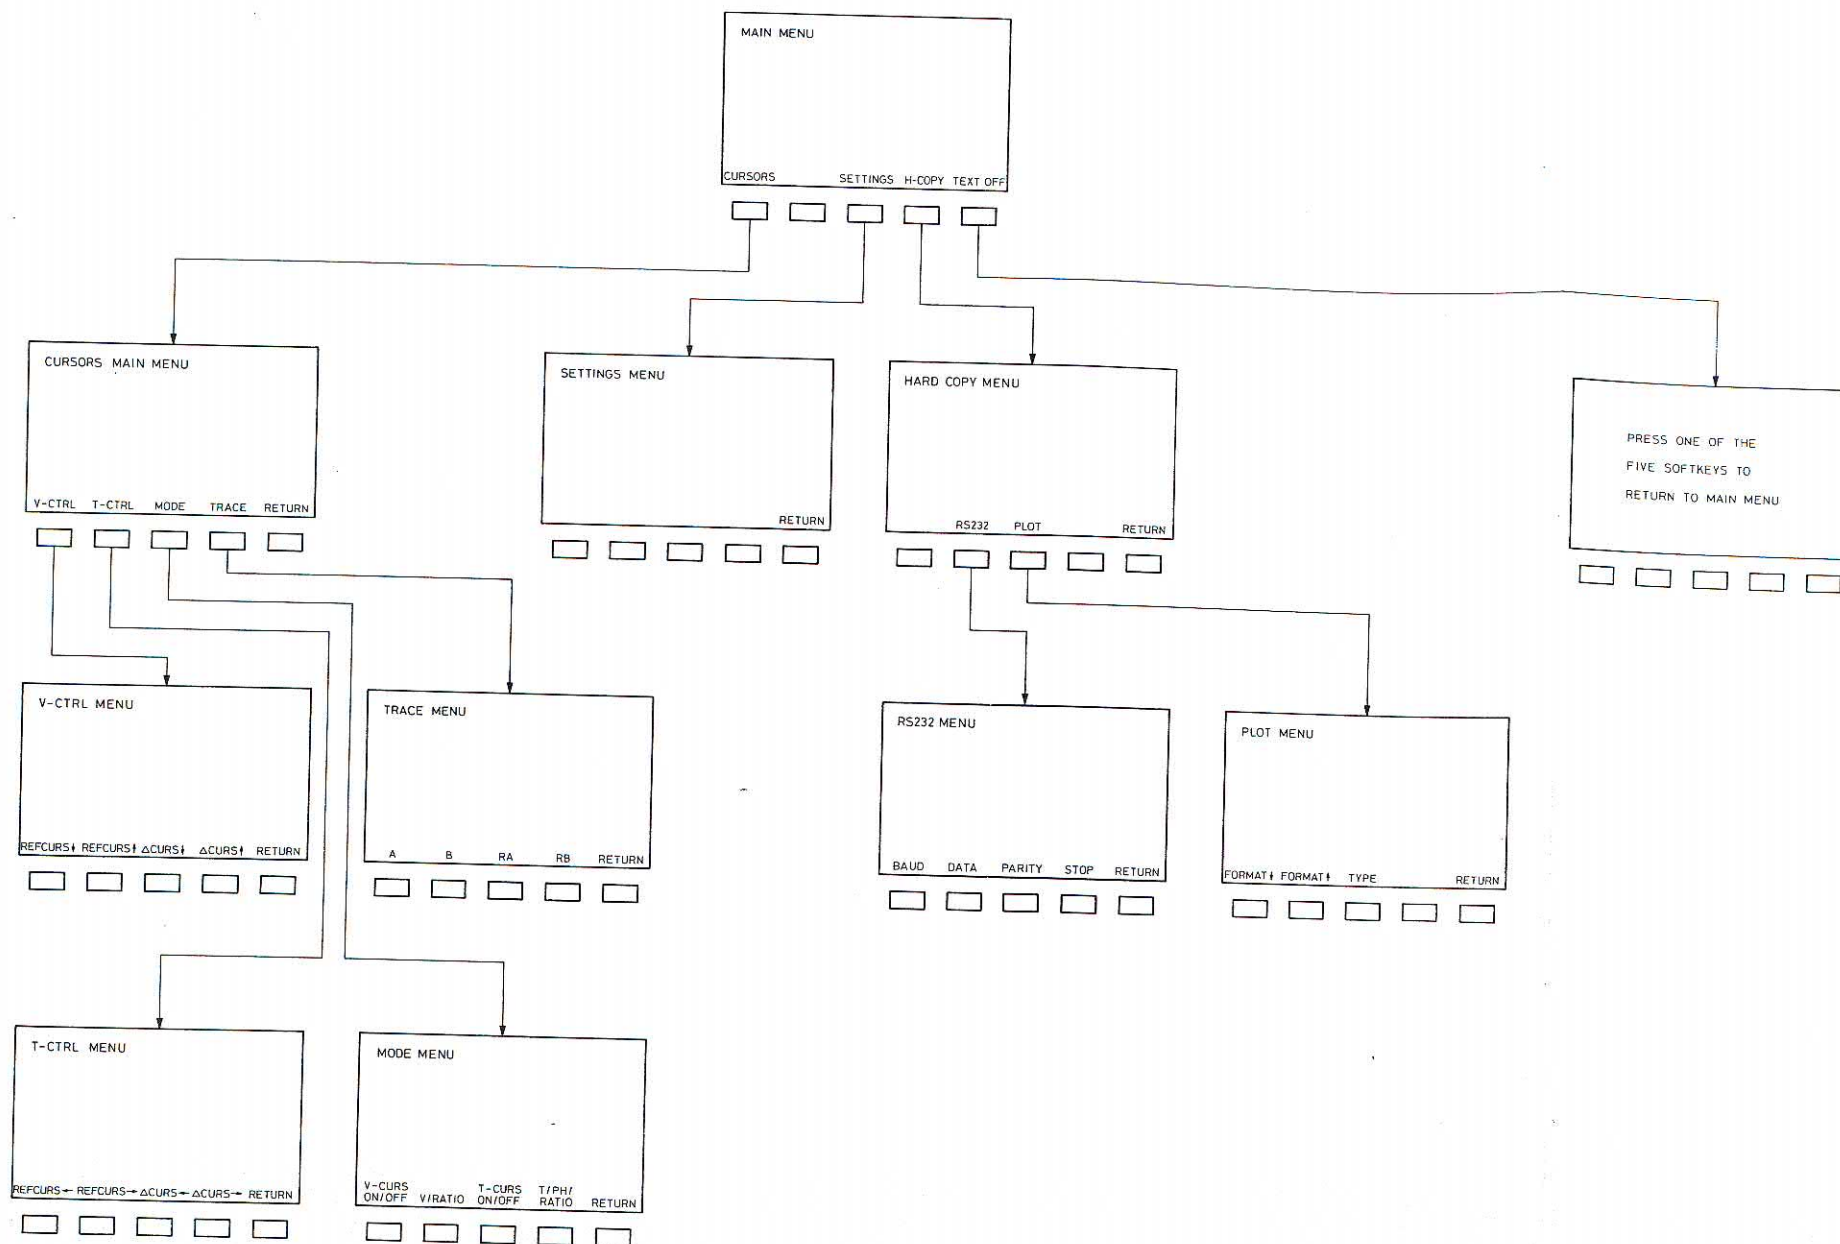 MAIN MENU
CURSORS SETTINGS H-COPY TEXT OFF
CURSORS MAIN MENU
V-CTRL T-CTRL MODE TRACE RETURN
SETTINGS MENU
RETURN
HARD COPY MENU
RS232 PLOT RETURN
PRESS ONE OF THE
FIVE SOFTKEYS TO
RETURN TO MAIN MENU
V-CTRL MENU
REFCURS↓ REFCURS↑ ΔCURS↓ ΔCURS↑ RETURN
TRACE MENU
A B RA RB RETURN
RS232 MENU
BAUD DATA PARITY STOP RETURN
PLOT MENU
FORMAT↓ FORMAT↑ TYPE RETURN
T-CTRL MENU
REFCURS← REFCURS→ ΔCURS← ΔCURS→ RETURN
MODE MENU
V-CURS ON/OFF V/RATIO T-CURS ON/OFF T/PH/ RATIO RETURN